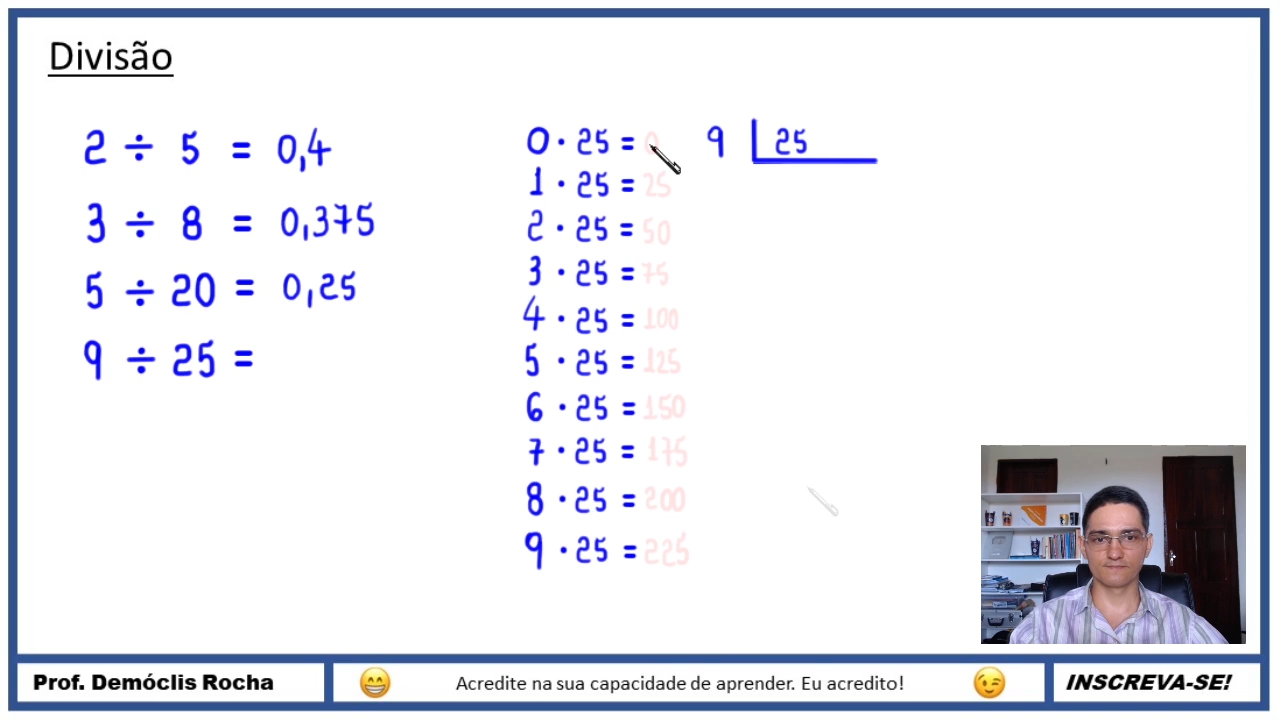 Divisão
2 ÷ 5 = 0,4
3 ÷ 8 = 0,375
5 ÷ 20 = 0,25
9 ÷ 25 =
0 · 25 = 0
1 · 25 = 25
2 · 25 = 50
3 · 25 = 75
4 · 25 = 100
5 · 25 = 125
6 · 25 = 150
7 · 25 = 175
8 · 25 = 200
9 · 25 = 225
9 25
Prof. Demóclis Rocha
Acredite na sua capacidade de aprender. Eu acredito!
INSCREVA-SE!